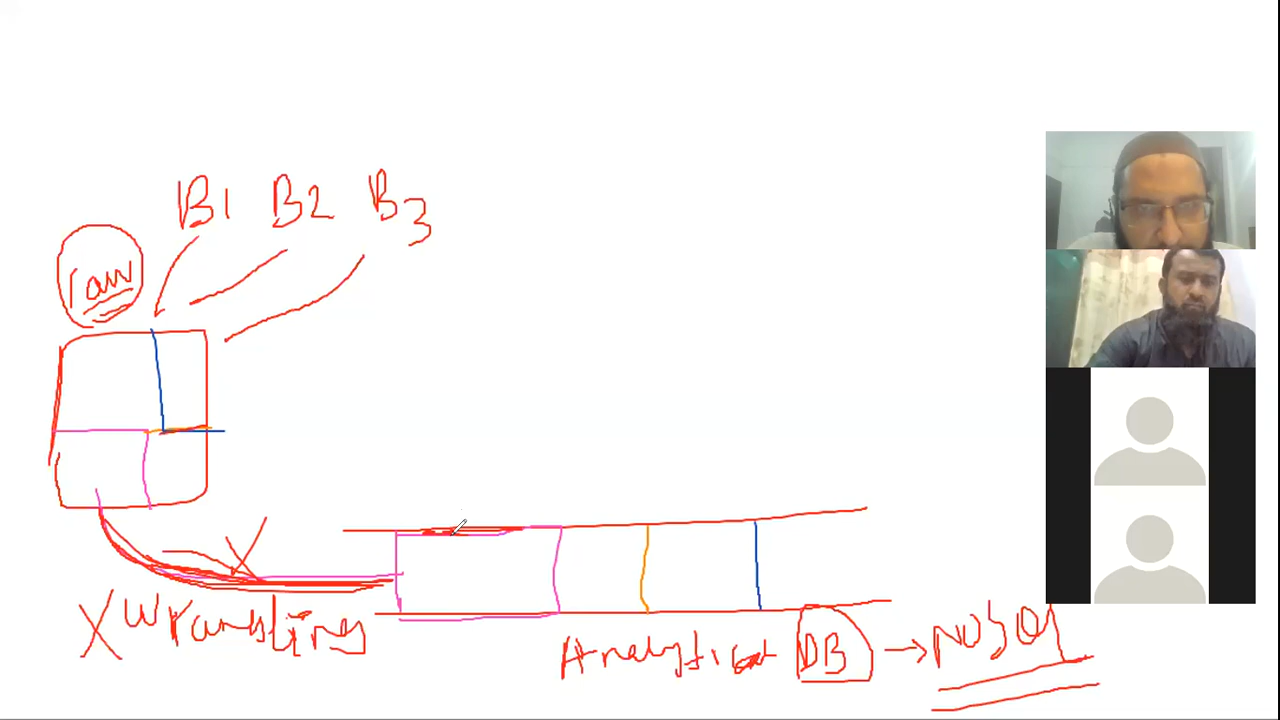 B1 B2 B3
raw
X Wrangling
Analytical DB → NOSQL